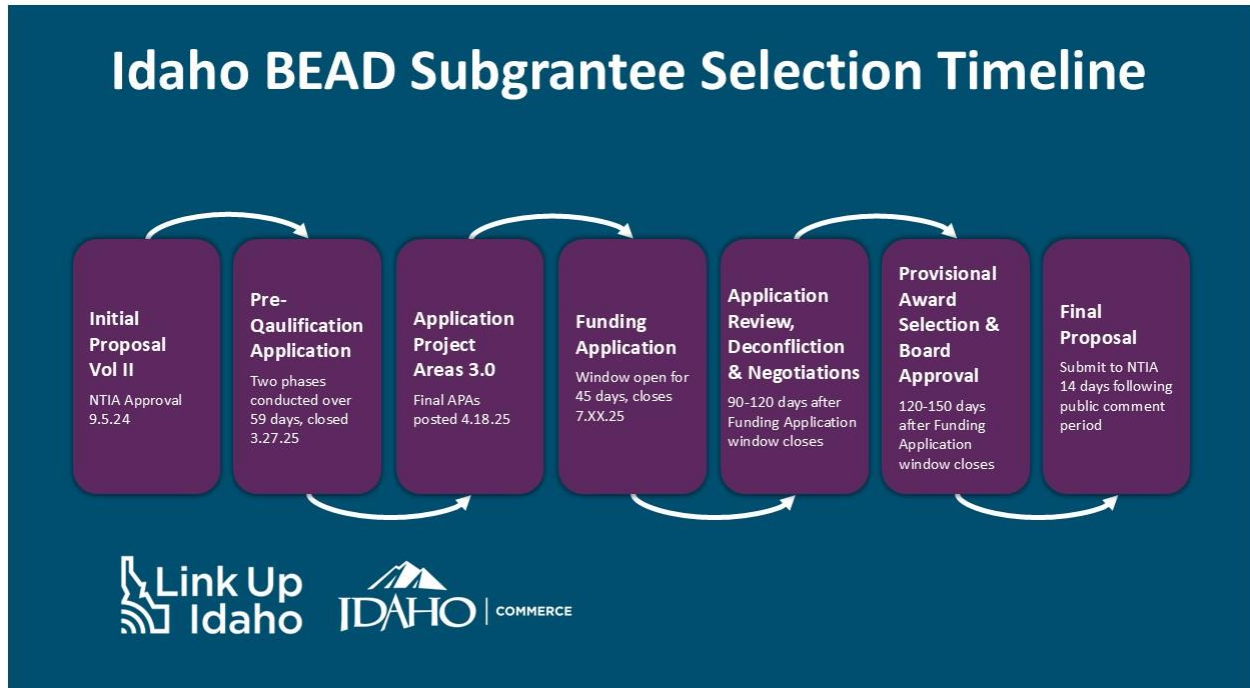 Idaho BEAD Subgrantee Selection Timeline
Initial
Proposal
Vol II
NTIA Approval
9.5.24
Pre-
Qaulification
Application
Two phases
conducted over
59 days, closed
3.27.25
Application
Project
Areas 3.0
Final APAs
posted 4.18.25
Funding
Application
Window open for
45 days, closes
7.XX.25
Application
Review,
Deconfliction
& Negotiations
90-120 days after
Funding Application
window closes
Provisional
Award
Selection &
Board
Approval
120-150 days
after Funding
Application
window closes
Final
Proposal
Submit to NTIA
14 days following
public comment
period
Link Up
Idaho
IDAHO | COMMERCE